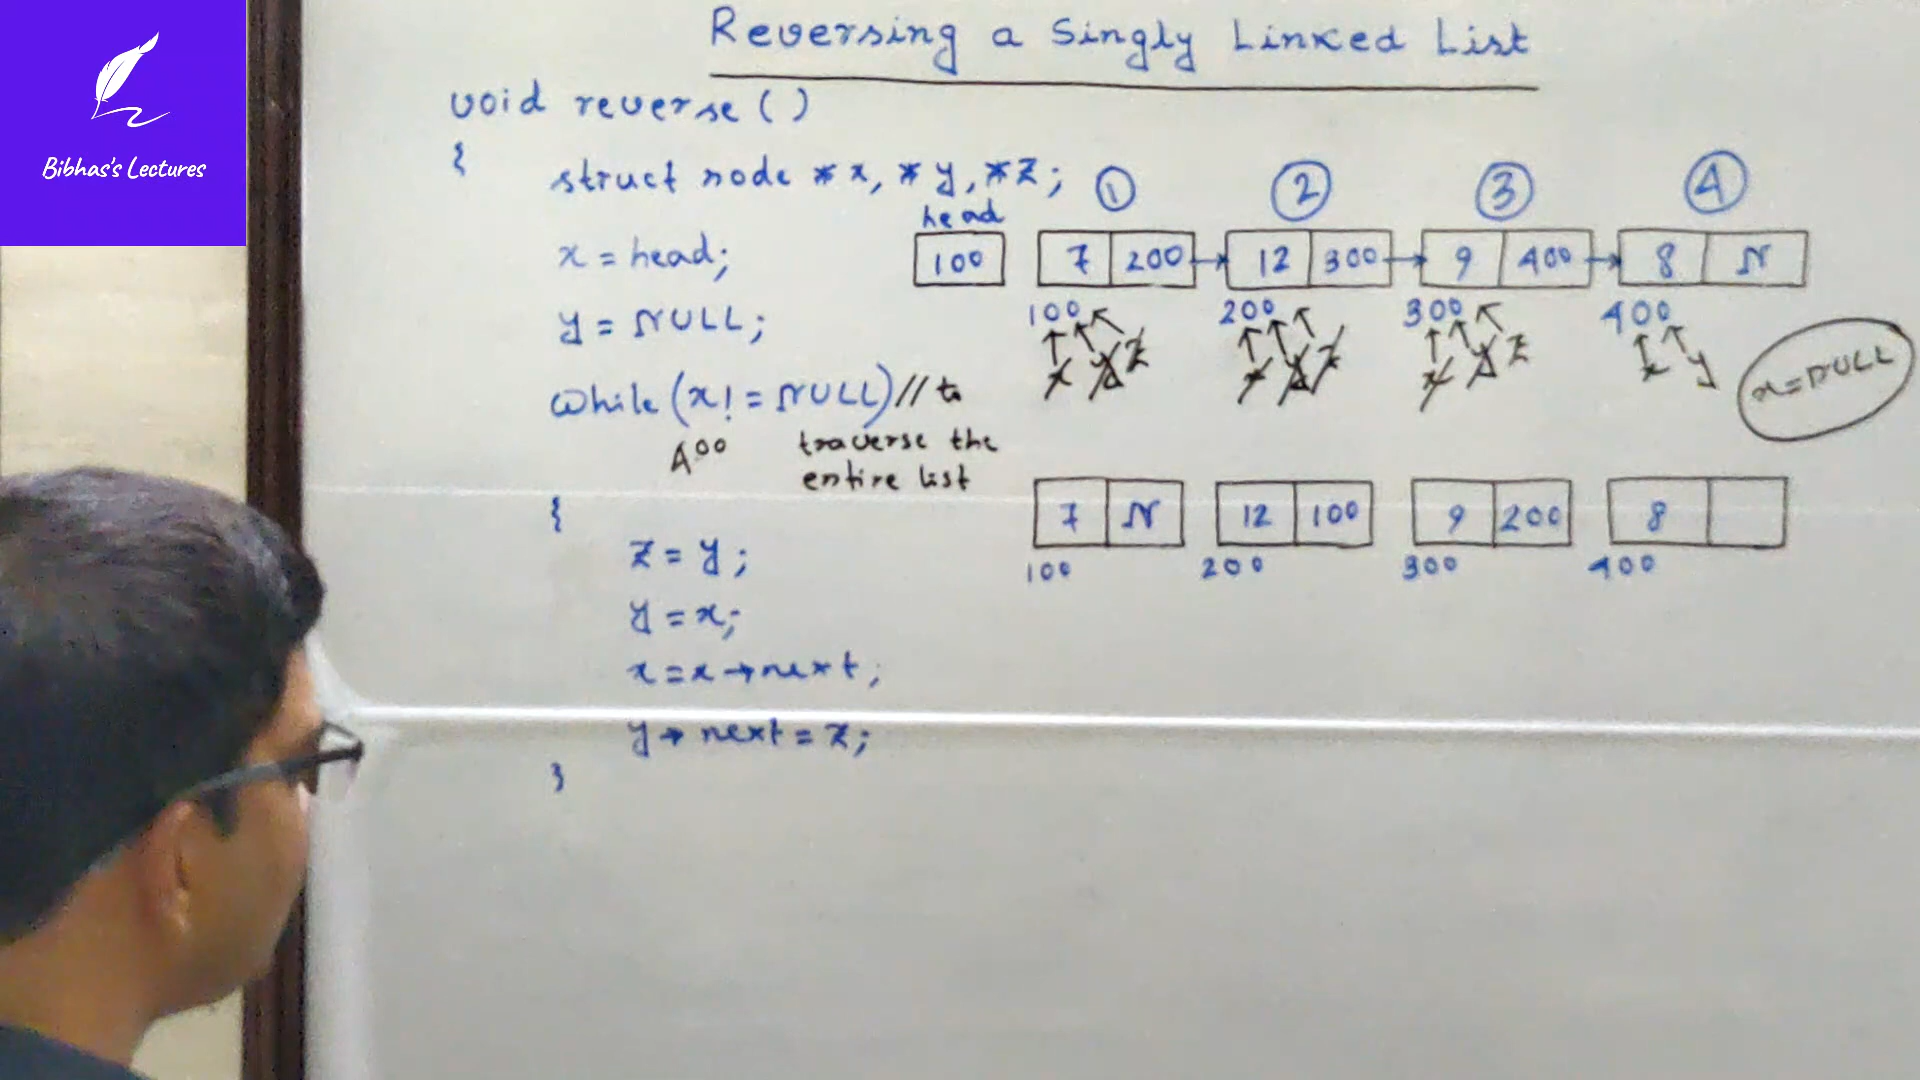 Bibhas's Lectures
Reversing a Singly Linked List
void reverse ()
{
struct node *x, *y, *z;
x = head;
y = NULL;
while (x! = NULL) // to
traverse the
entire list
400
{
z = y;
y = x;
x = x→next;
y→next = z;
}
① ② ③ ④
head
100
7 200 → 12 300 → 9 400 → 8 N
100 200 300 400
x y z x y z x y z x y
x = NULL
7 N 12 100 9 200 8
100 200 300 400